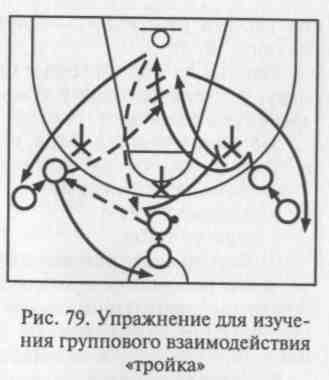 Рис. 79. Упражнение для изуче-
ния группового взаимодействия
«тройка»